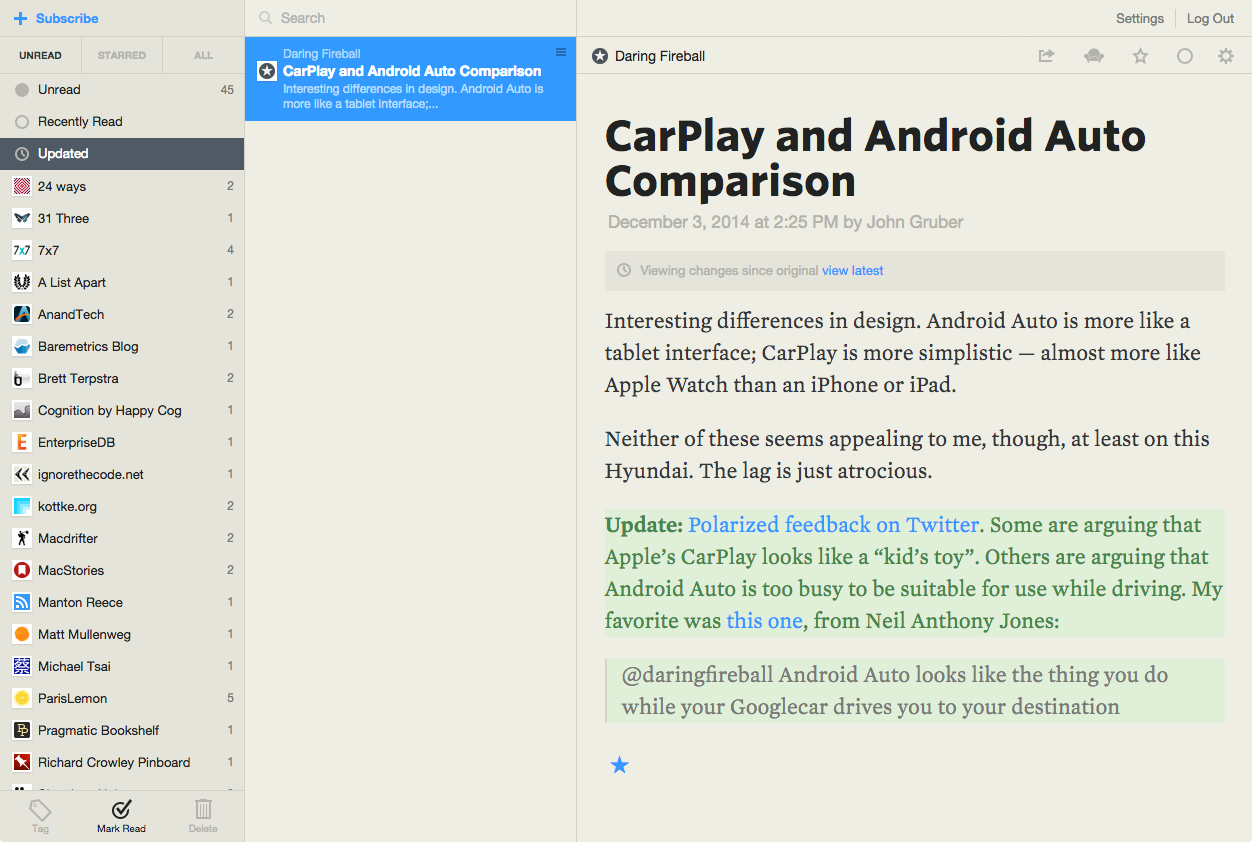 Subscribe
UNREAD
STARRED
ALL
Unread 45
Recently Read
Updated
24 ways 2
31 Three 1
7x7 7x7 4
A List Apart 1
AnandTech 2
Baremetrics Blog 1
Brett Terpstra 2
Cognition by Happy Cog 1
EnterpriseDB 1
ignorethecode.net 1
kottke.org 2
Macdrifter 2
MacStories 2
Manton Reece 1
Matt Mullenweg 1
Michael Tsai 1
ParisLemon 5
Pragmatic Bookshelf 1
Richard Crowley Pinboard 1
Tag
Mark Read
Delete
Search
Daring Fireball
CarPlay and Android Auto Comparison
Interesting differences in design. Android Auto is
more like a tablet interface;...
Settings
Log Out
Daring Fireball
CarPlay and Android Auto
Comparison
December 3, 2014 at 2:25 PM by John Gruber
Viewing changes since original view latest
Interesting differences in design. Android Auto is more like a
tablet interface; CarPlay is more simplistic — almost more like
Apple Watch than an iPhone or iPad.
Neither of these seems appealing to me, though, at least on this
Hyundai. The lag is just atrocious.
Update: Polarized feedback on Twitter. Some are arguing that
Apple’s CarPlay looks like a “kid’s toy”. Others are arguing that
Android Auto is too busy to be suitable for use while driving. My
favorite was this one, from Neil Anthony Jones:
@daringfireball Android Auto looks like the thing you do
while your Googlecar drives you to your destination